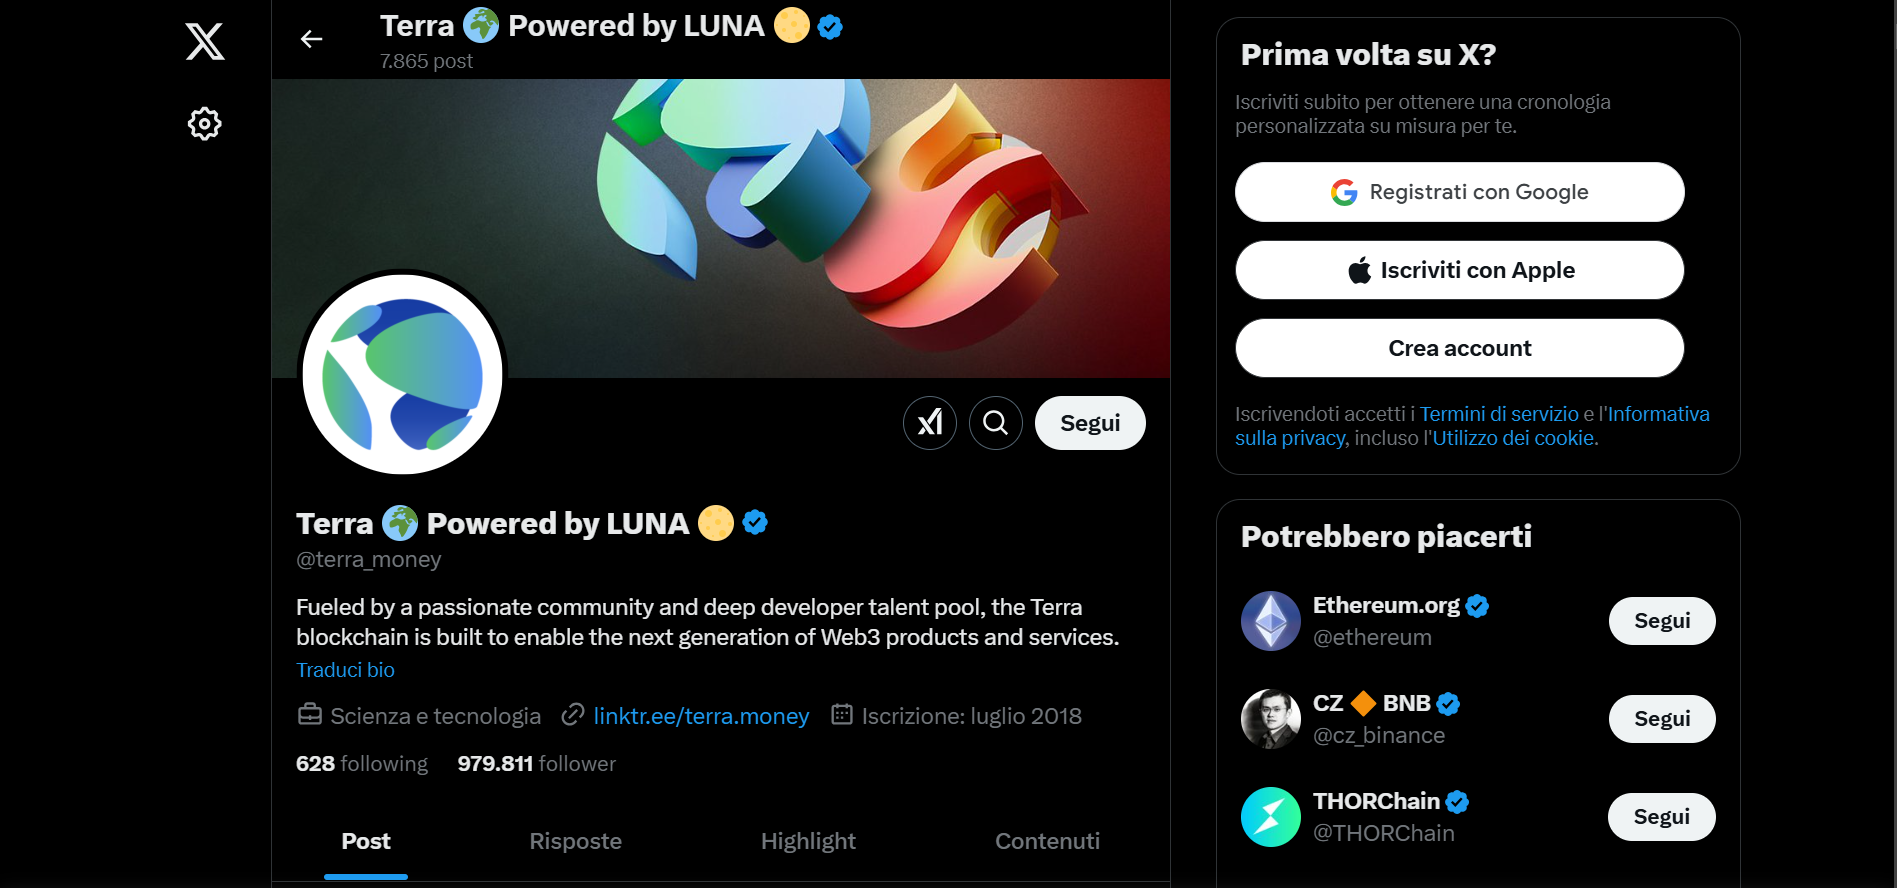 Terra 🌍 Powered by LUNA 🌕
7.865 post
Segui
Terra 🌍 Powered by LUNA 🌕
@terra_money
Fueled by a passionate community and deep developer talent pool, the Terra
blockchain is built to enable the next generation of Web3 products and services.
Traduci bio
Scienza e tecnologia linktr.ee/terra.money Iscrizione: luglio 2018
628 following 979.811 follower
Post Risposte Highlight Contenuti
Prima volta su X?
Iscriviti subito per ottenere una cronologia
personalizzata su misura per te.
Registrati con Google
Iscriviti con Apple
Crea account
Iscrivendoti accetti i Termini di servizio e l'Informativa
sulla privacy, incluso l'Utilizzo dei cookie.
Potrebbero piacerti
Ethereum.org
@ethereum
Segui
CZ 🔶 BNB
@cz_binance
Segui
THORChain
@THORChain
Segui